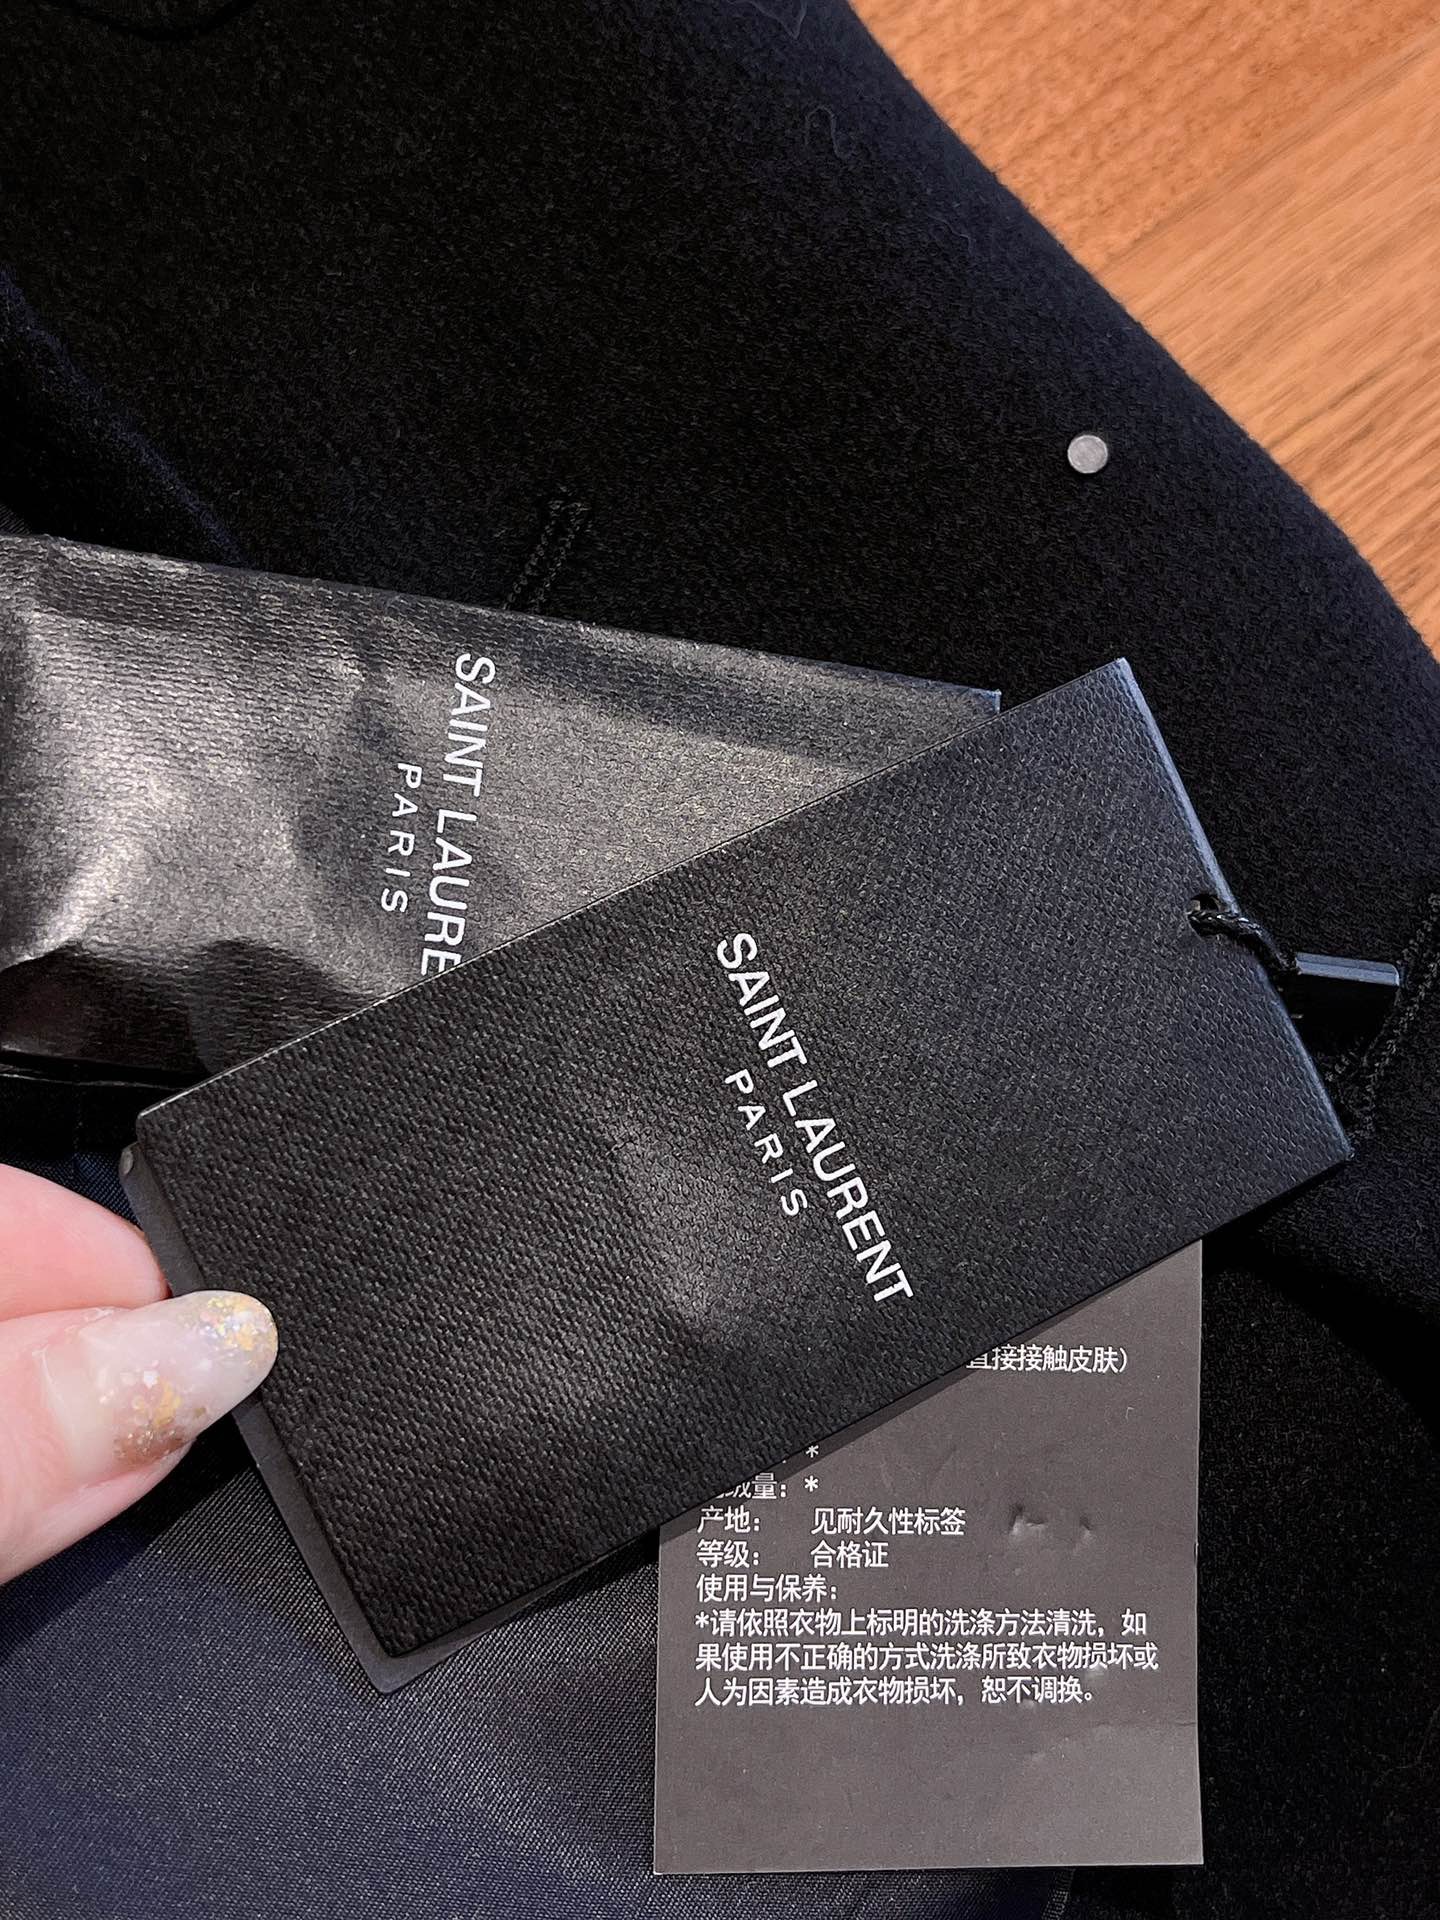 SAINT LAURE
PARIS
SAINT LAURENT
PARIS
直接接触皮肤）
*
绒量：*
产地： 见耐久性标签
等级： 合格证
使用与保养：
*请依照衣物上标明的洗涤方法清洗，如
果使用不正确的方式洗涤所致衣物损坏或
人为因素造成衣物损坏，恕不调换。